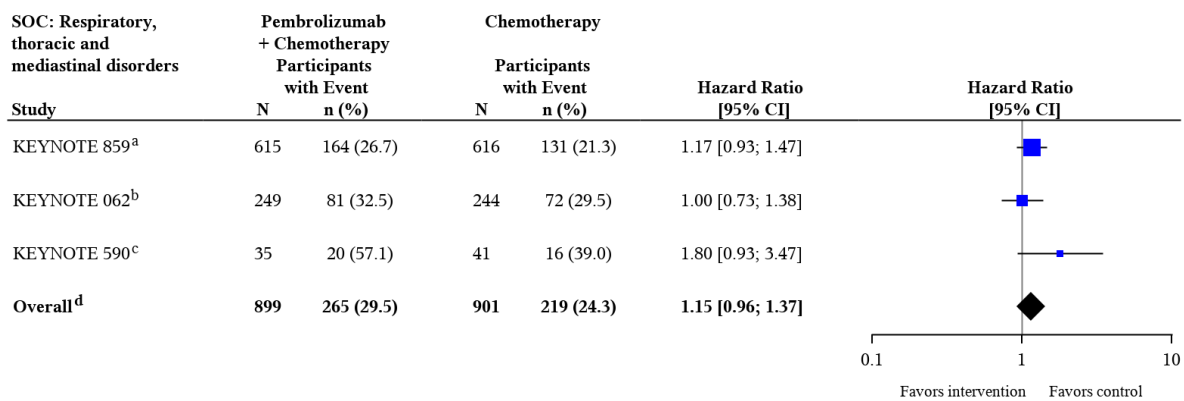 SOC: Respiratory, Pembrolizumab Chemotherapy
thoracic and + Chemotherapy
mediastinal disorders Participants Participants
with Event with Event Hazard Ratio Hazard Ratio
Study N n (%) N n (%) [95% CI] [95% CI]
KEYNOTE 859a 615 164 (26.7) 616 131 (21.3) 1.17 [0.93; 1.47]
KEYNOTE 062b 249 81 (32.5) 244 72 (29.5) 1.00 [0.73; 1.38]
KEYNOTE 590c 35 20 (57.1) 41 16 (39.0) 1.80 [0.93; 3.47]
Overalld 899 265 (29.5) 901 219 (24.3) 1.15 [0.96; 1.37]
0.1 1 10
Favors intervention Favors control